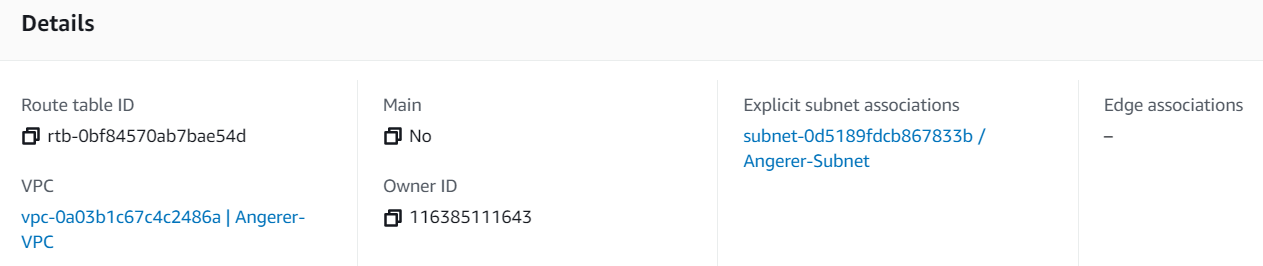 Details
Route table ID
rtb-0bf84570ab7bae54d
VPC
vpc-0a03b1c67c4c2486a | Angerer-
VPC
Main
No
Owner ID
116385111643
Explicit subnet associations
subnet-0d5189fdcb867833b /
Angerer-Subnet
Edge associations
–